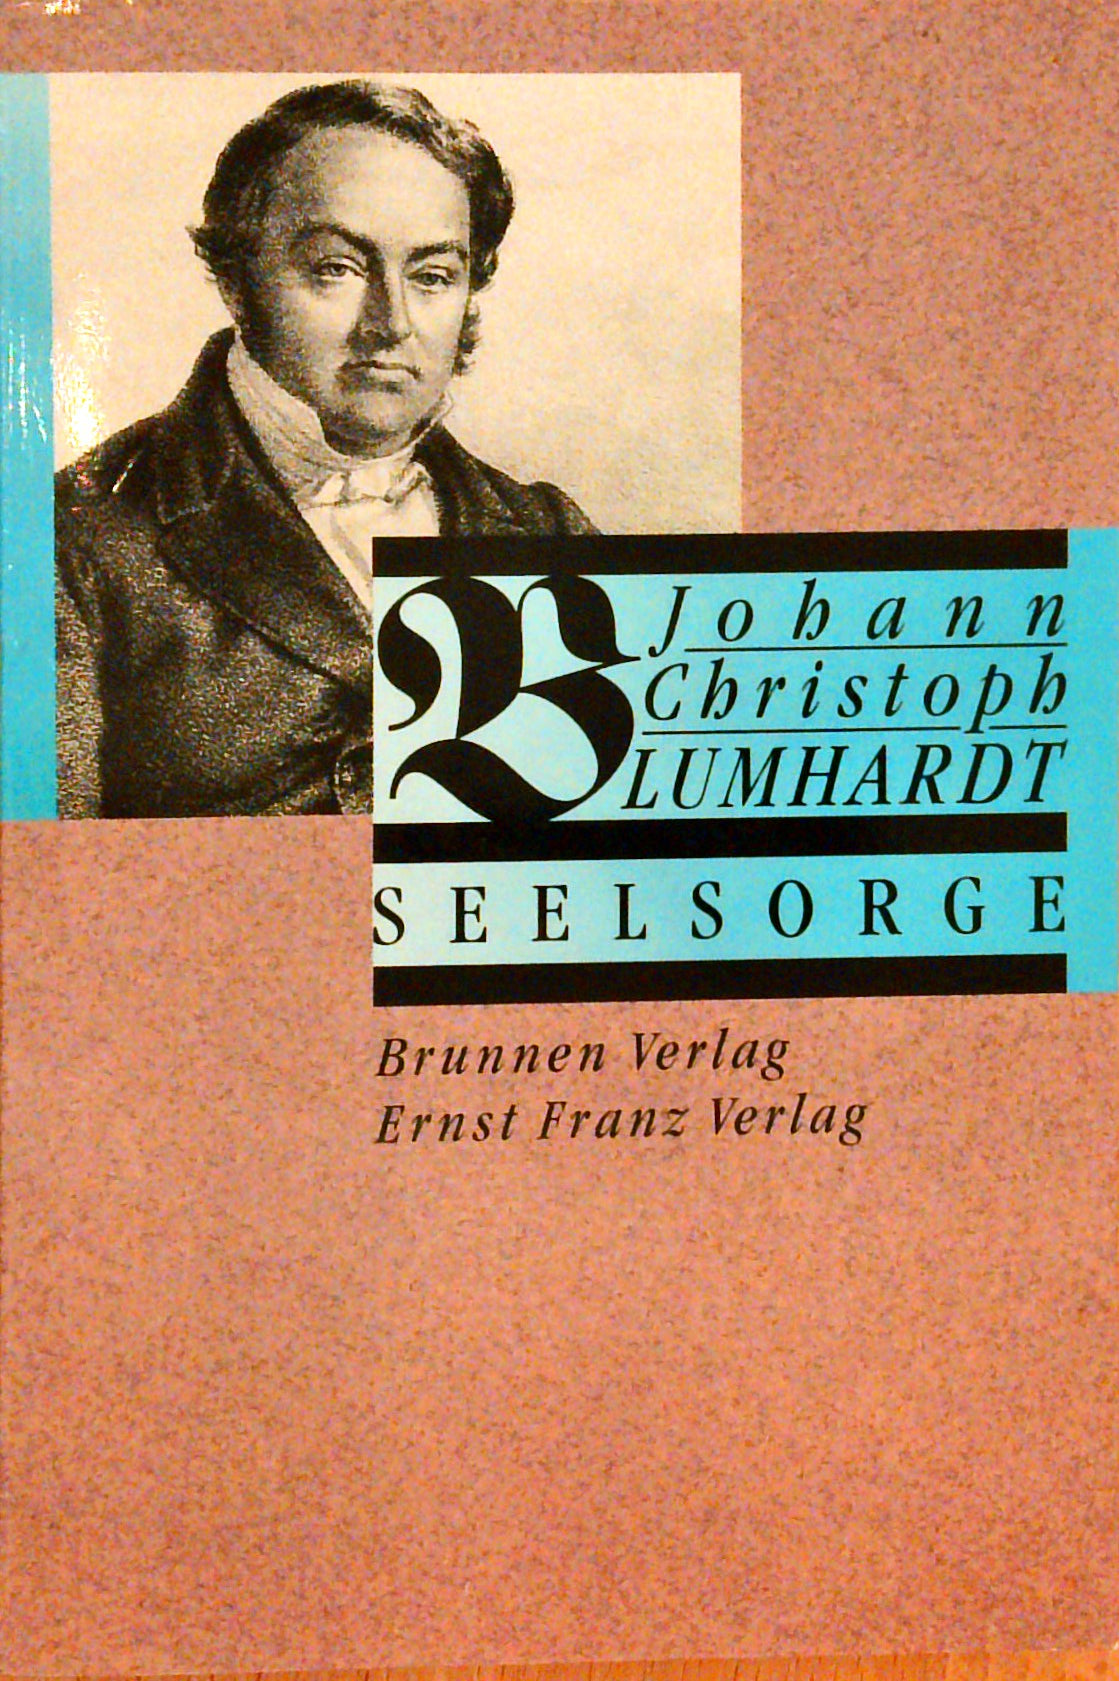 Johann
Christoph
BLUMHARDT
SEELSORGE
Brunnen Verlag
Ernst Franz Verlag